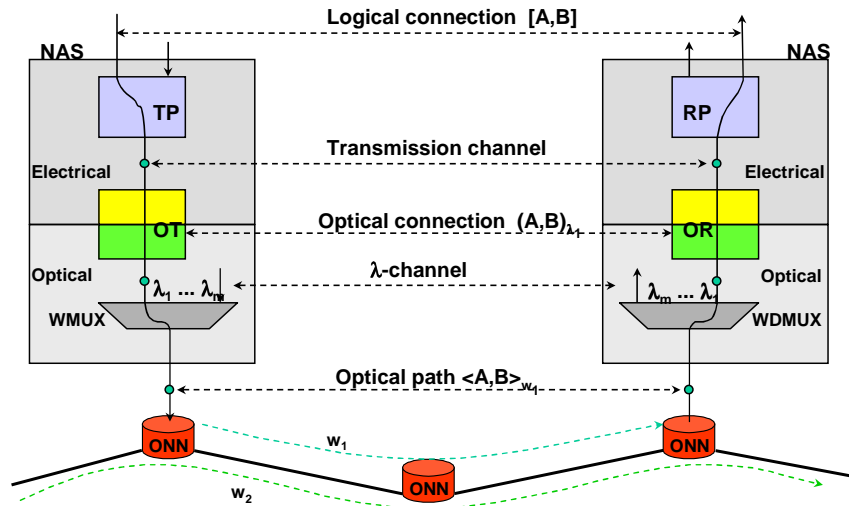 Logical connection [A,B]
NAS
NAS
TP
RP
Transmission channel
Electrical
Electrical
Optical connection (A,B)λ1
OT
OR
Optical
λ-channel
Optical
λ1 ... λm
λm ... λ1
WMUX
WDMUX
Optical path <A,B>w1
ONN
w1
ONN
ONN
w2